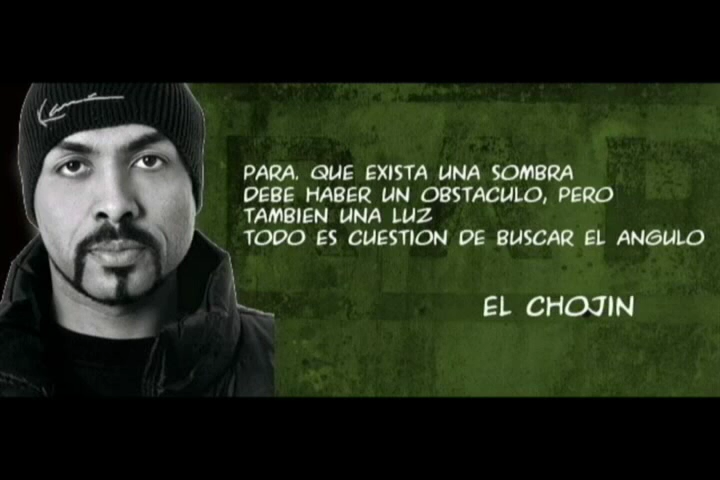 PARA. QUE EXISTA UNA SOMBRA
DEBE HABER UN OBSTACULO, PERO
TAMBIEN UNA LUZ
TODO ES CUESTION DE BUSCAR EL ANGULO
EL CHOJIN